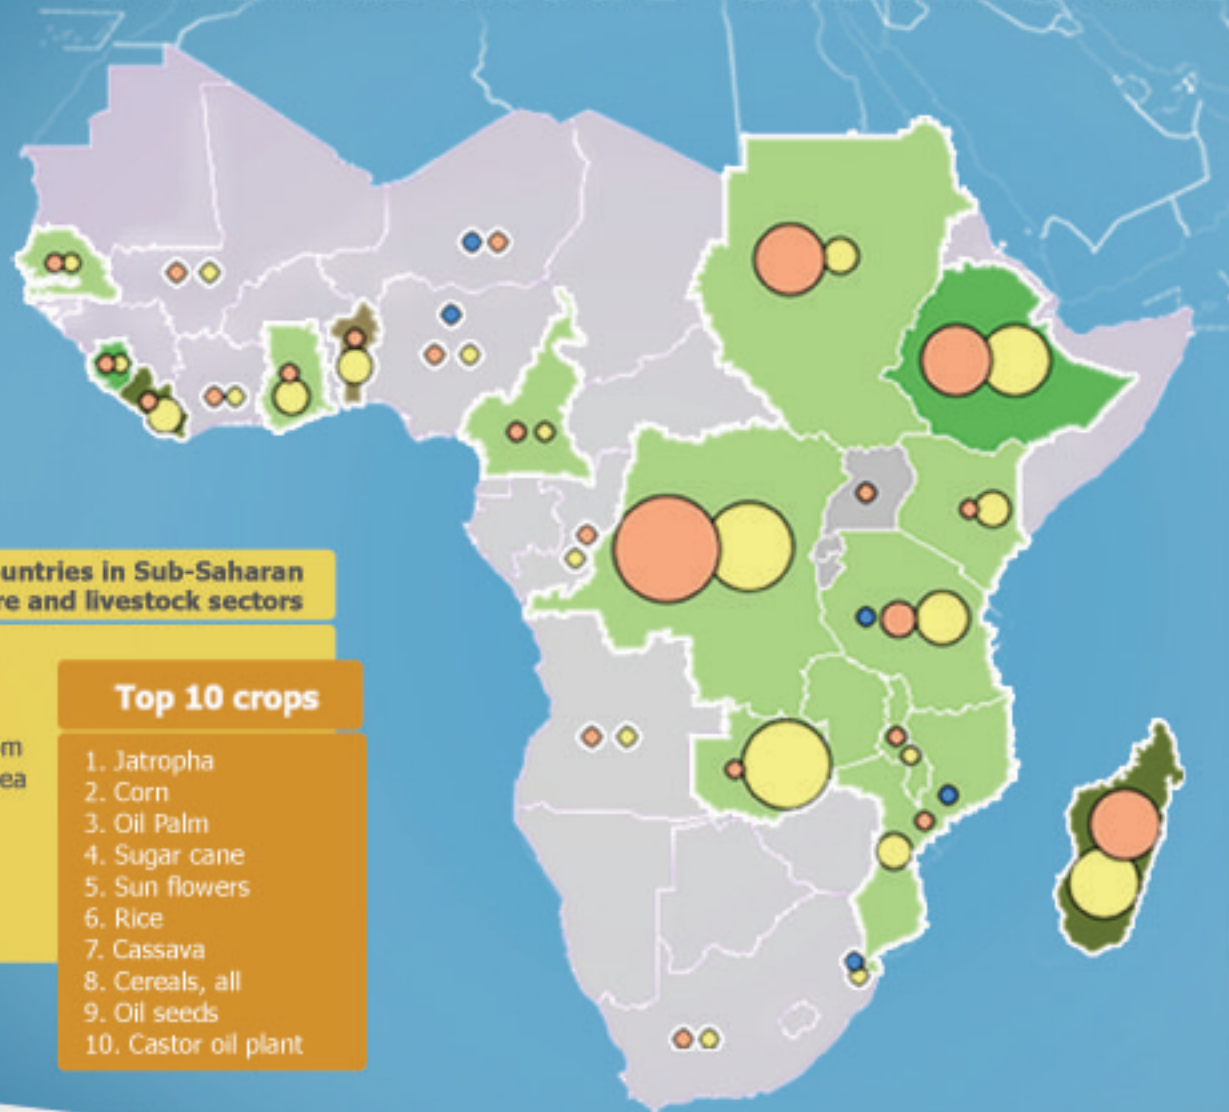 ountries in Sub-Saharan
re and livestock sectors
om
ea
Top 10 crops
1. Jatropha
2. Corn
3. Oil Palm
4. Sugar cane
5. Sun flowers
6. Rice
7. Cassava
8. Cereals, all
9. Oil seeds
10. Castor oil plant